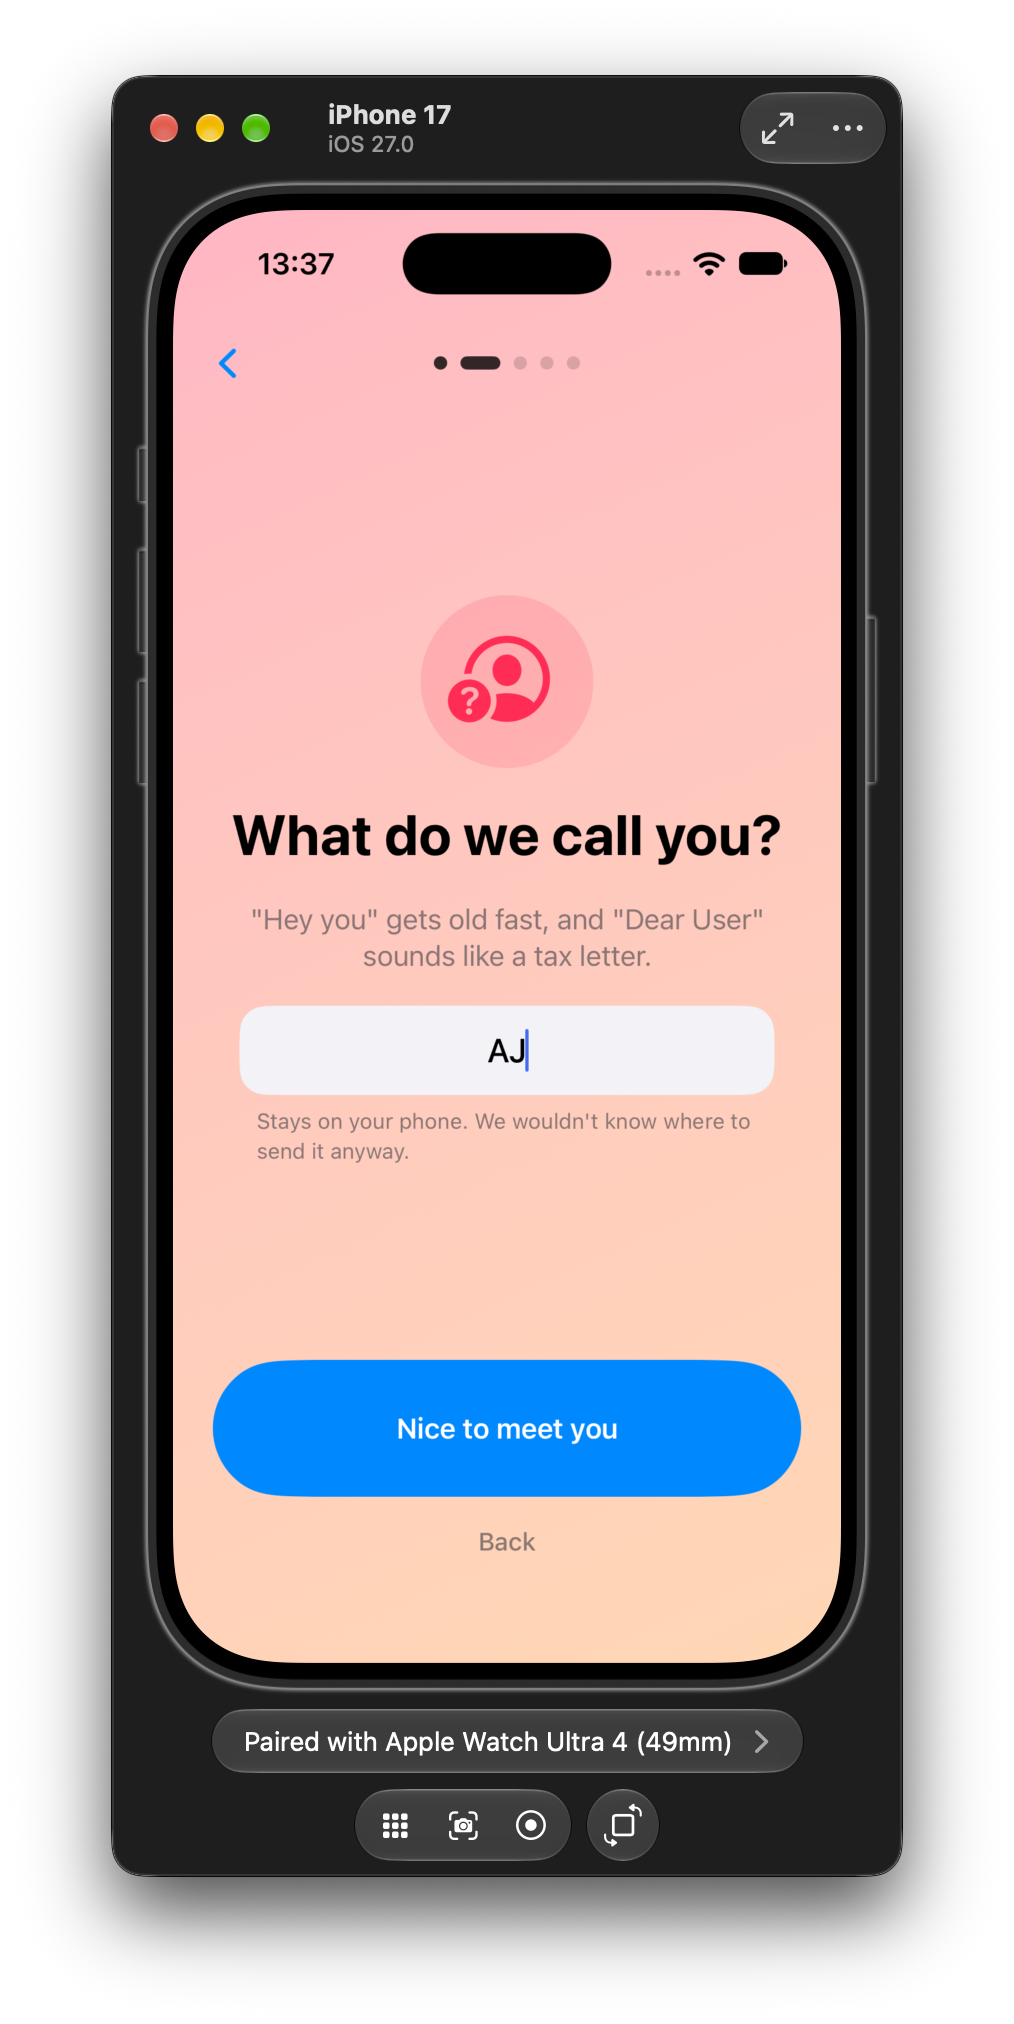 iPhone 17
iOS 27.0
13:37
?
What do we call you?
"Hey you" gets old fast, and "Dear User"
sounds like a tax letter.
AJ
Stays on your phone. We wouldn't know where to
send it anyway.
Nice to meet you
Back
Paired with Apple Watch Ultra 4 (49mm)